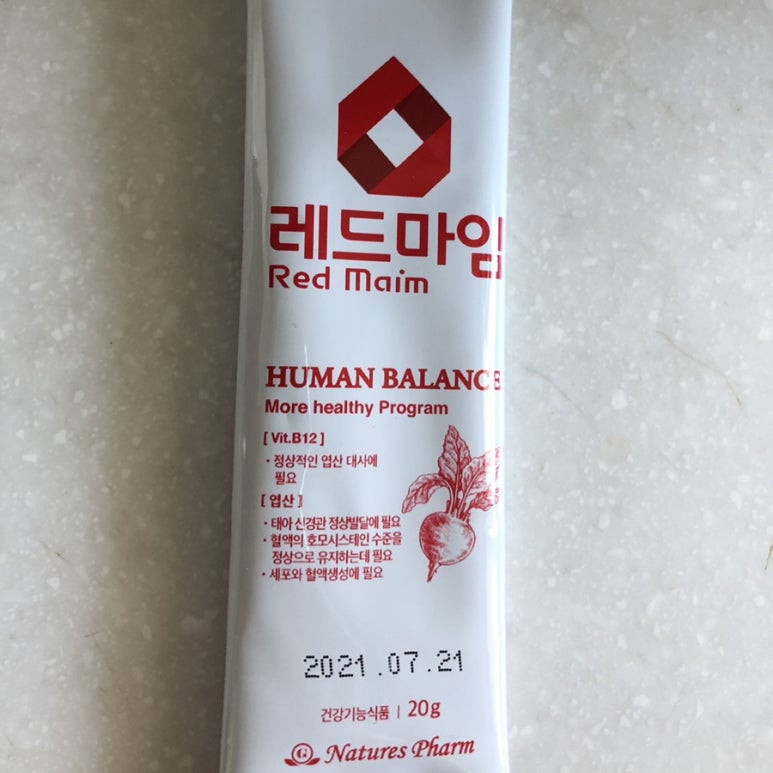 레드마임
Red Maim
HUMAN BALANCE
More healthy Program
[ Vit.B12 ]
· 정상적인 엽산 대사에
필요
[ 엽산 ]
· 태아 신경관 정상발달에 필요
· 혈액의 호모시스테인 수준을
정상으로 유지하는데 필요
· 세포와 혈액생성에 필요
2021.07.21
건강기능식품 | 20g
G Natures Pharm